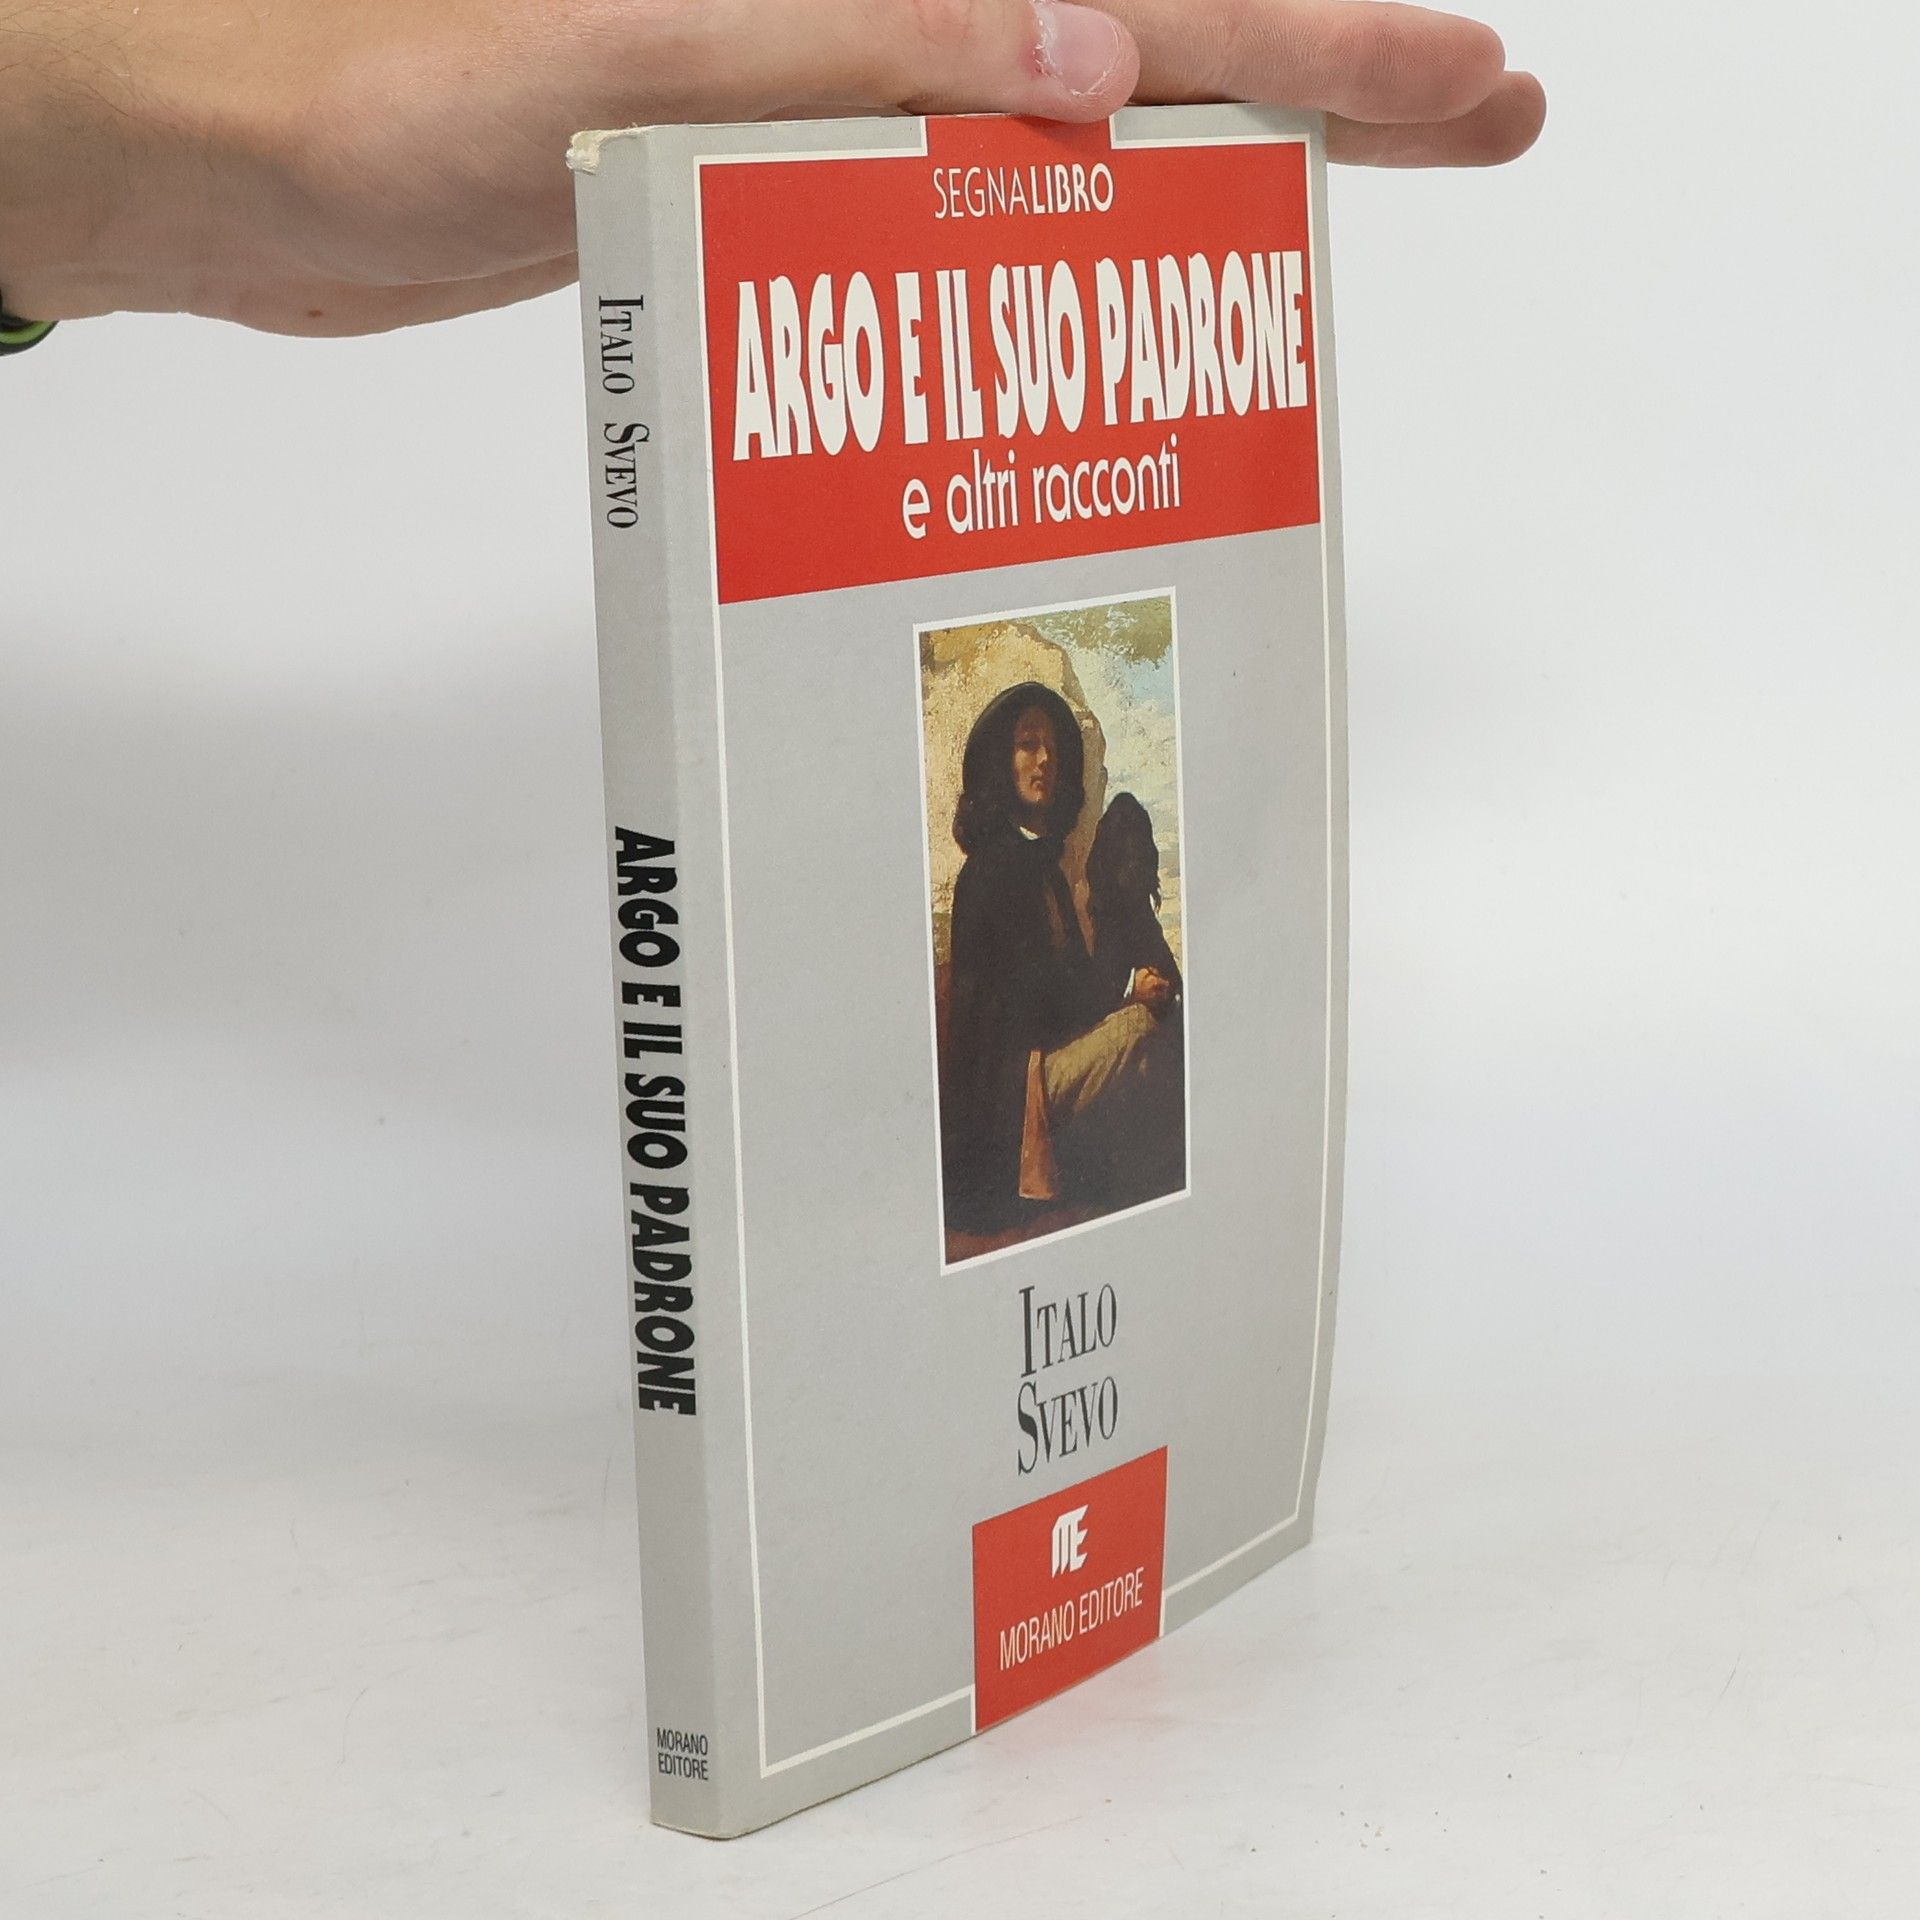 SEGNALIBRO
ARGO E IL SUO PADRONE
e altri racconti
ITALO
SVEVO
ME
MORANO EDITORE
ITALO SVEVO
ARGO E IL SUO PADRONE
MORANO
EDITORE